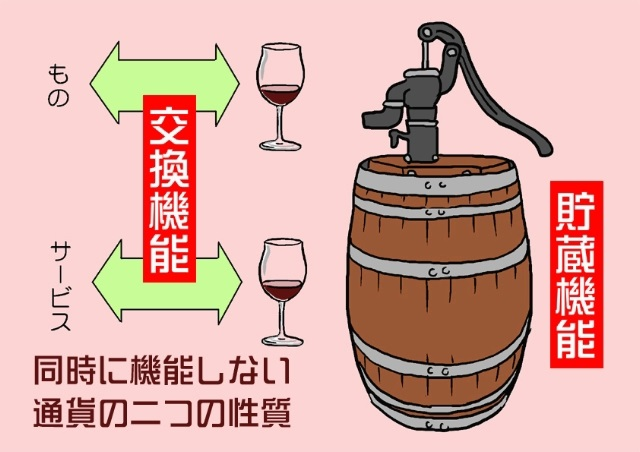 もの
交換機能
サービス
貯蔵機能
同時に機能しない
通貨の二つの性質